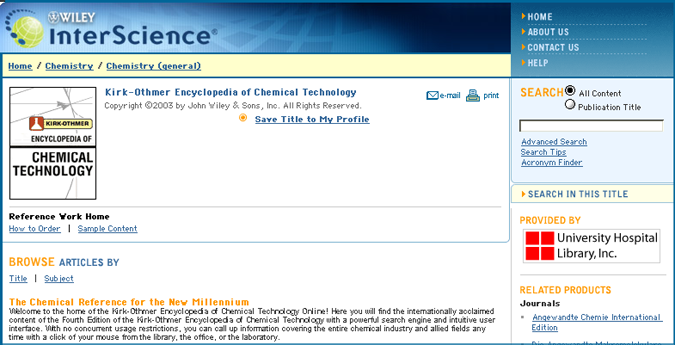 WILEY
InterScience®
HOME
ABOUT US
CONTACT US
HELP
Home / Chemistry / Chemistry (general)
KIRK-OTHMER
ENCYCLOPEDIA OF
CHEMICAL
TECHNOLOGY
Kirk-Othmer Encyclopedia of Chemical Technology
Copyright ©2003 by John Wiley & Sons, Inc. All Rights Reserved.
e-mail print
Save Title to My Profile
SEARCH All Content
Publication Title
Advanced Search
Search Tips
Acronym Finder
SEARCH IN THIS TITLE
Reference Work Home
How to Order | Sample Content
PROVIDED BY
University Hospital
Library, Inc.
BROWSE ARTICLES BY
Title | Subject
The Chemical Reference for the New Millennium
Welcome to the home of the Kirk-Othmer Encyclopedia of Chemical Technology Online! Here you will find the internationally acclaimed
content of the Fourth Edition of the Kirk-Othmer Encyclopedia of Chemical Technology with a powerful search engine and intuitive user
interface. With no concurrent usage restrictions, you can call up information covering the entire chemical industry and allied fields any
time with a click of your mouse from the library, the office, or the laboratory.
RELATED PRODUCTS
Journals
Angewandte Chemie International
Edition